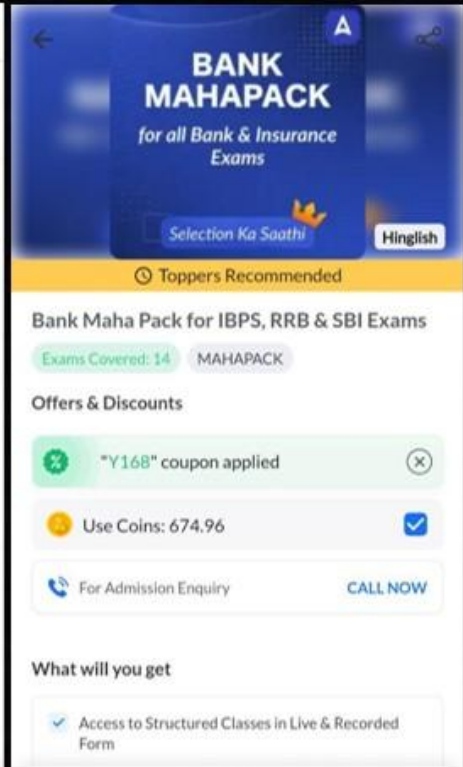 A
BANK
MAHAPACK
for all Bank & Insurance
Exams
Selection Ka Saathi
Hinglish
Toppers Recommended
Bank Maha Pack for IBPS, RRB & SBI Exams
Exams Covered: 14 MAHAPACK
Offers & Discounts
"Y168" coupon applied
Use Coins: 674.96
For Admission Enquiry CALL NOW
What will you get
Access to Structured Classes in Live & Recorded
Form